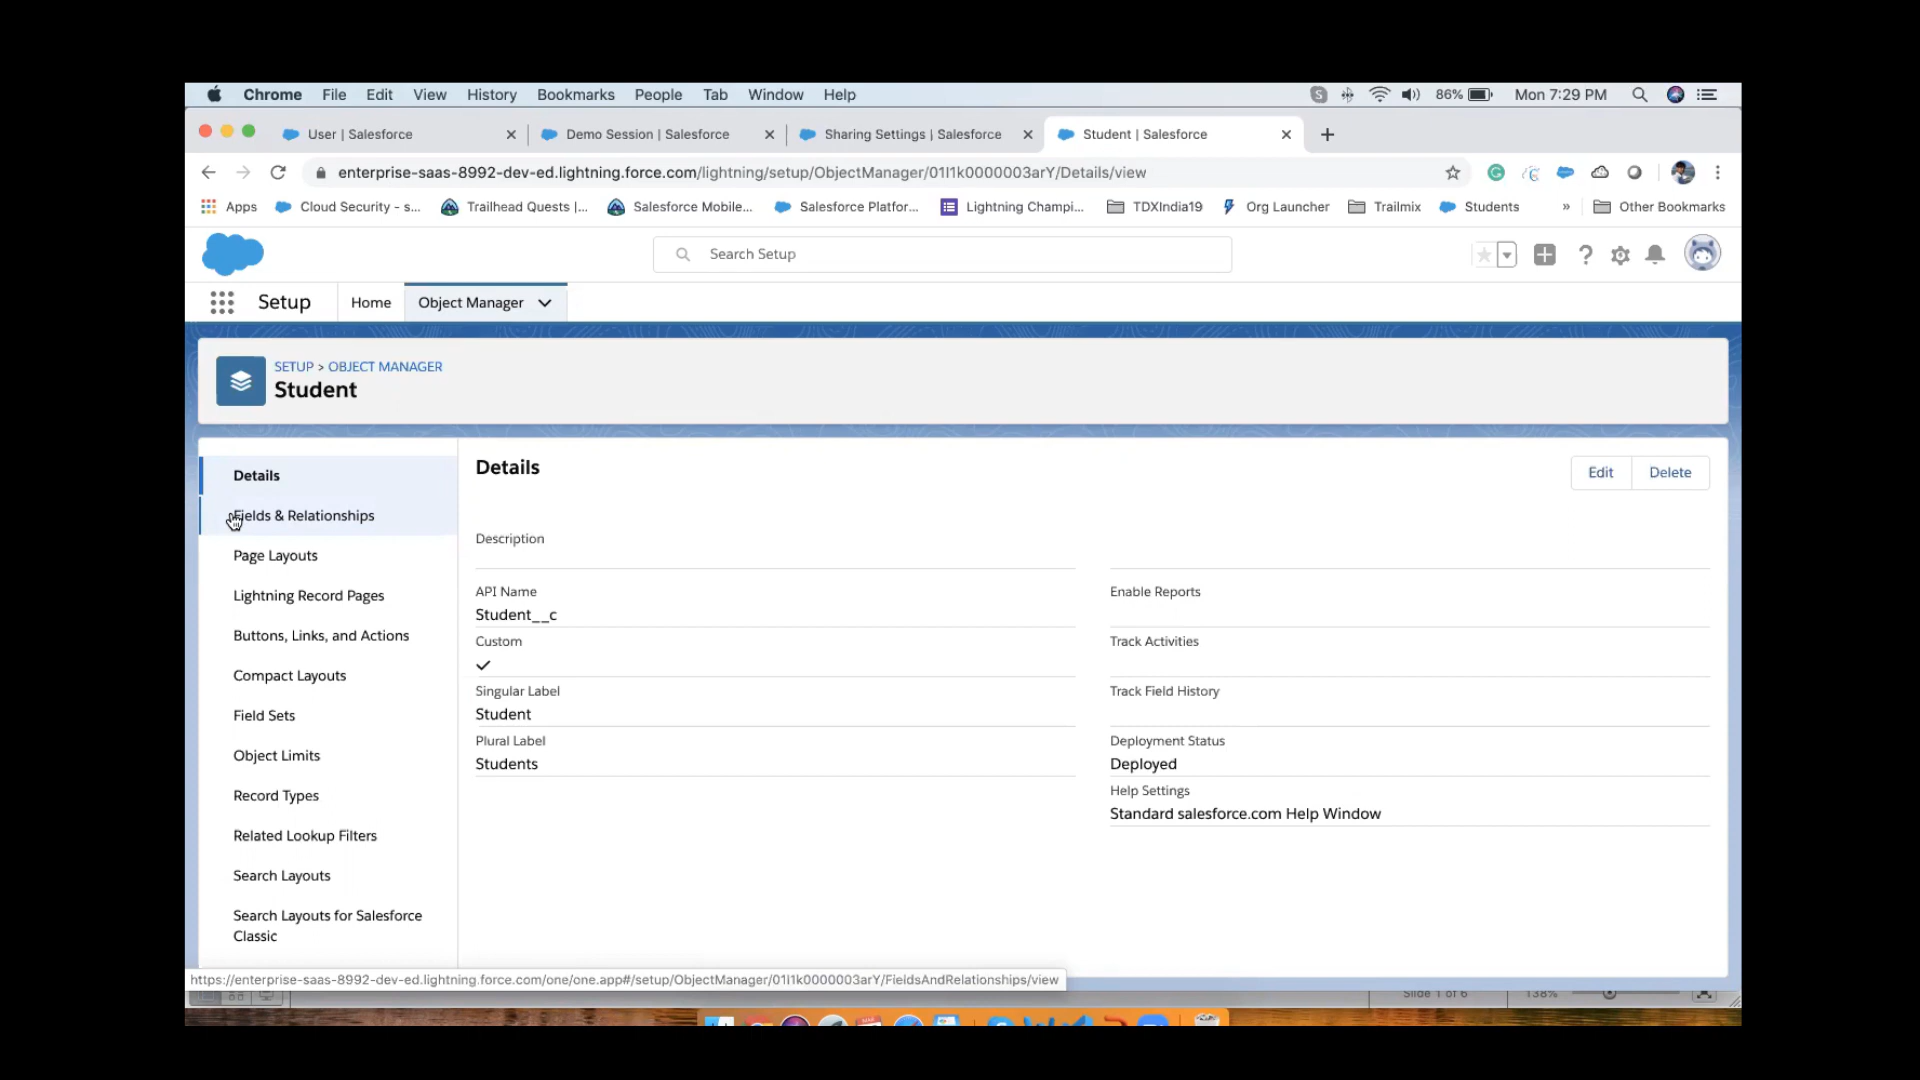 Chrome File Edit View History Bookmarks People Tab Window Help 86% Mon 7:29 PM
User | Salesforce Demo Session | Salesforce Sharing Settings | Salesforce Student | Salesforce
enterprise-saas-8992-dev-ed.lightning.force.com/lightning/setup/ObjectManager/01I1k0000003arY/Details/view
Apps Cloud Security - s... Trailhead Quests |... Salesforce Mobile... Salesforce Platfor... Lightning Champi... TDXIndia19 Org Launcher Trailmix Students » Other Bookmarks
Search Setup
Setup Home Object Manager
SETUP > OBJECT MANAGER
Student
Details
Fields & Relationships
Page Layouts
Lightning Record Pages
Buttons, Links, and Actions
Compact Layouts
Field Sets
Object Limits
Record Types
Related Lookup Filters
Search Layouts
Search Layouts for Salesforce
Classic
Details
Edit Delete
Description
API Name
Student__c
Custom
Singular Label
Student
Plural Label
Students
Enable Reports
Track Activities
Track Field History
Deployment Status
Deployed
Help Settings
Standard salesforce.com Help Window
https://enterprise-saas-8992-dev-ed.lightning.force.com/one/one.app#/setup/ObjectManager/01I1k0000003arY/FieldsAndRelationships/view
Slide 1 of 6 138%